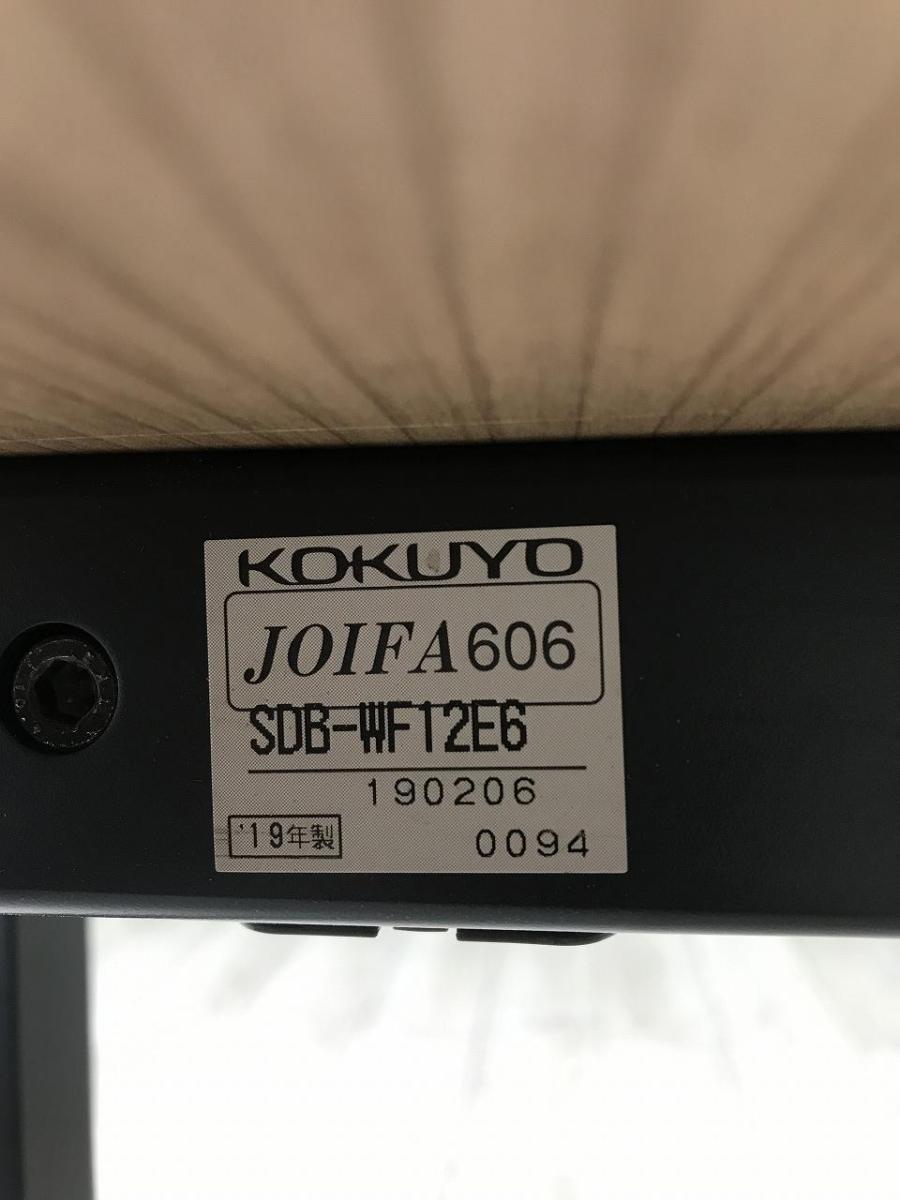 KOKUYO
JOIFA606
SDB-WF12E6
190206
'19年製
0094